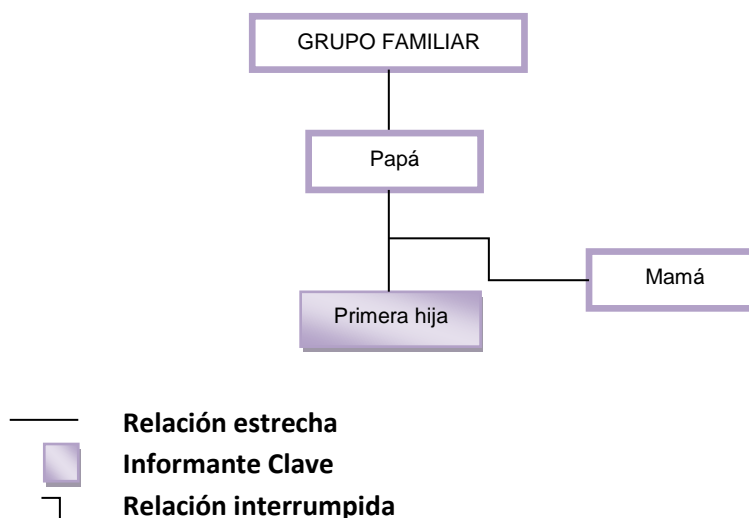 GRUPO FAMILIAR
Papá
Mamá
Primera hija
Relación estrecha
Informante Clave
Relación interrumpida